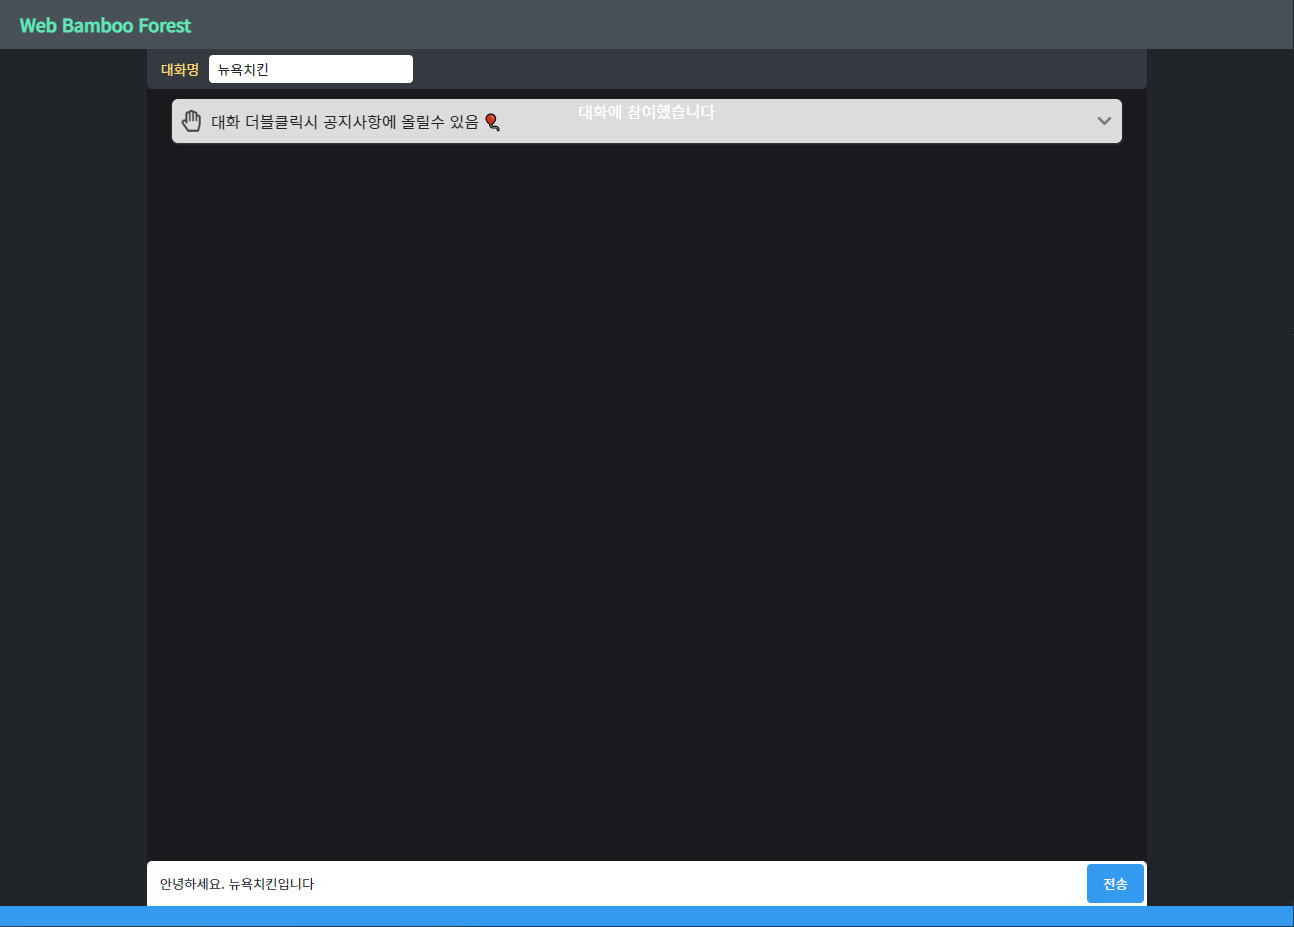 Web Bamboo Forest
대화명 뉴욕치킨
대화에 참여했습니다
대화 더블클릭시 공지사항에 올릴수 있음
안녕하세요. 뉴욕치킨입니다
전송